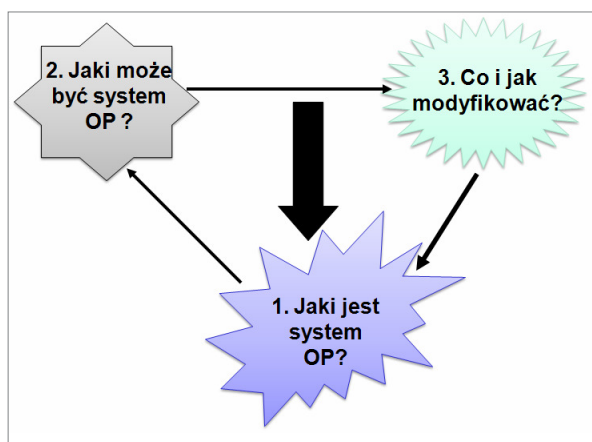 2. Jaki może
być system
OP ?
3. Co i jak
modyfikować?
1. Jaki jest
system
OP?